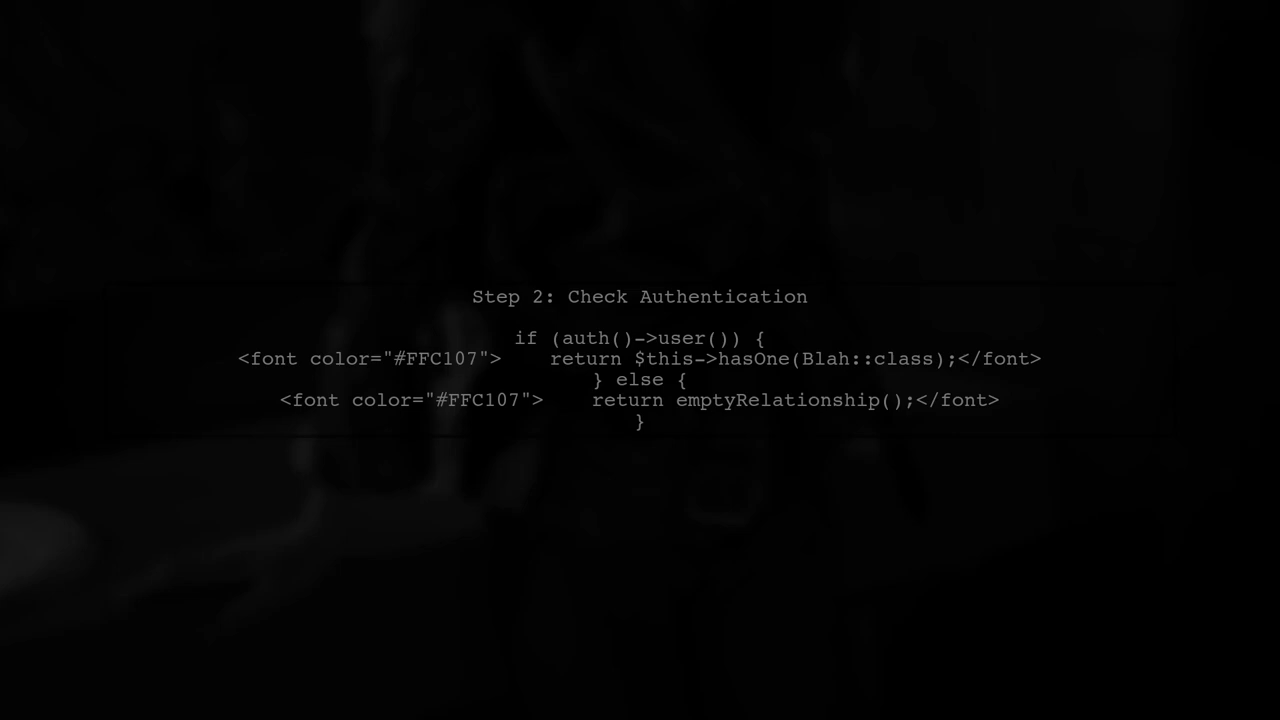 Step 2: Check Authentication
if (auth()->user()) {
<font color="#FFC107">    return $this->hasOne(Blah::class);</font>
} else {
<font color="#FFC107">    return emptyRelationship();</font>
}